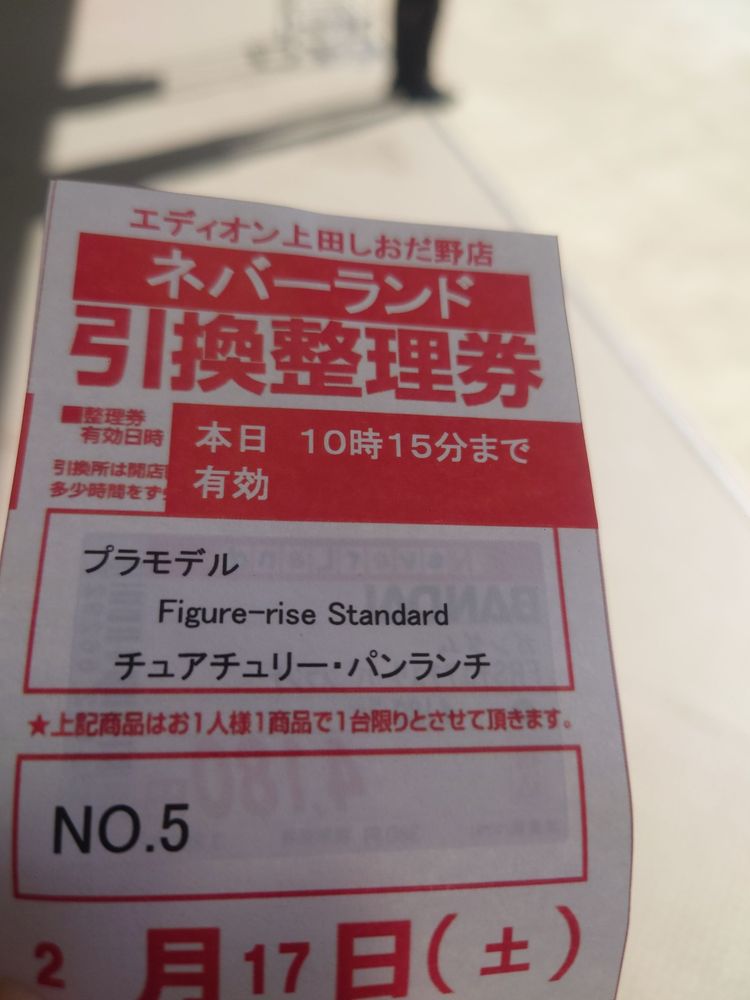 エディオン上田しおだ野店
ネバーランド
引換整理券
■整理券
有効日時
本日 10時15分まで
有効
引換所は開店
多少時間をず
プラモデル
Figure-rise Standard
チュアチュリー・パンランチ
★上記商品はお1人様1商品で1台限りとさせて頂きます。
NO.5
2月17日(土)
BANDAI
4,180